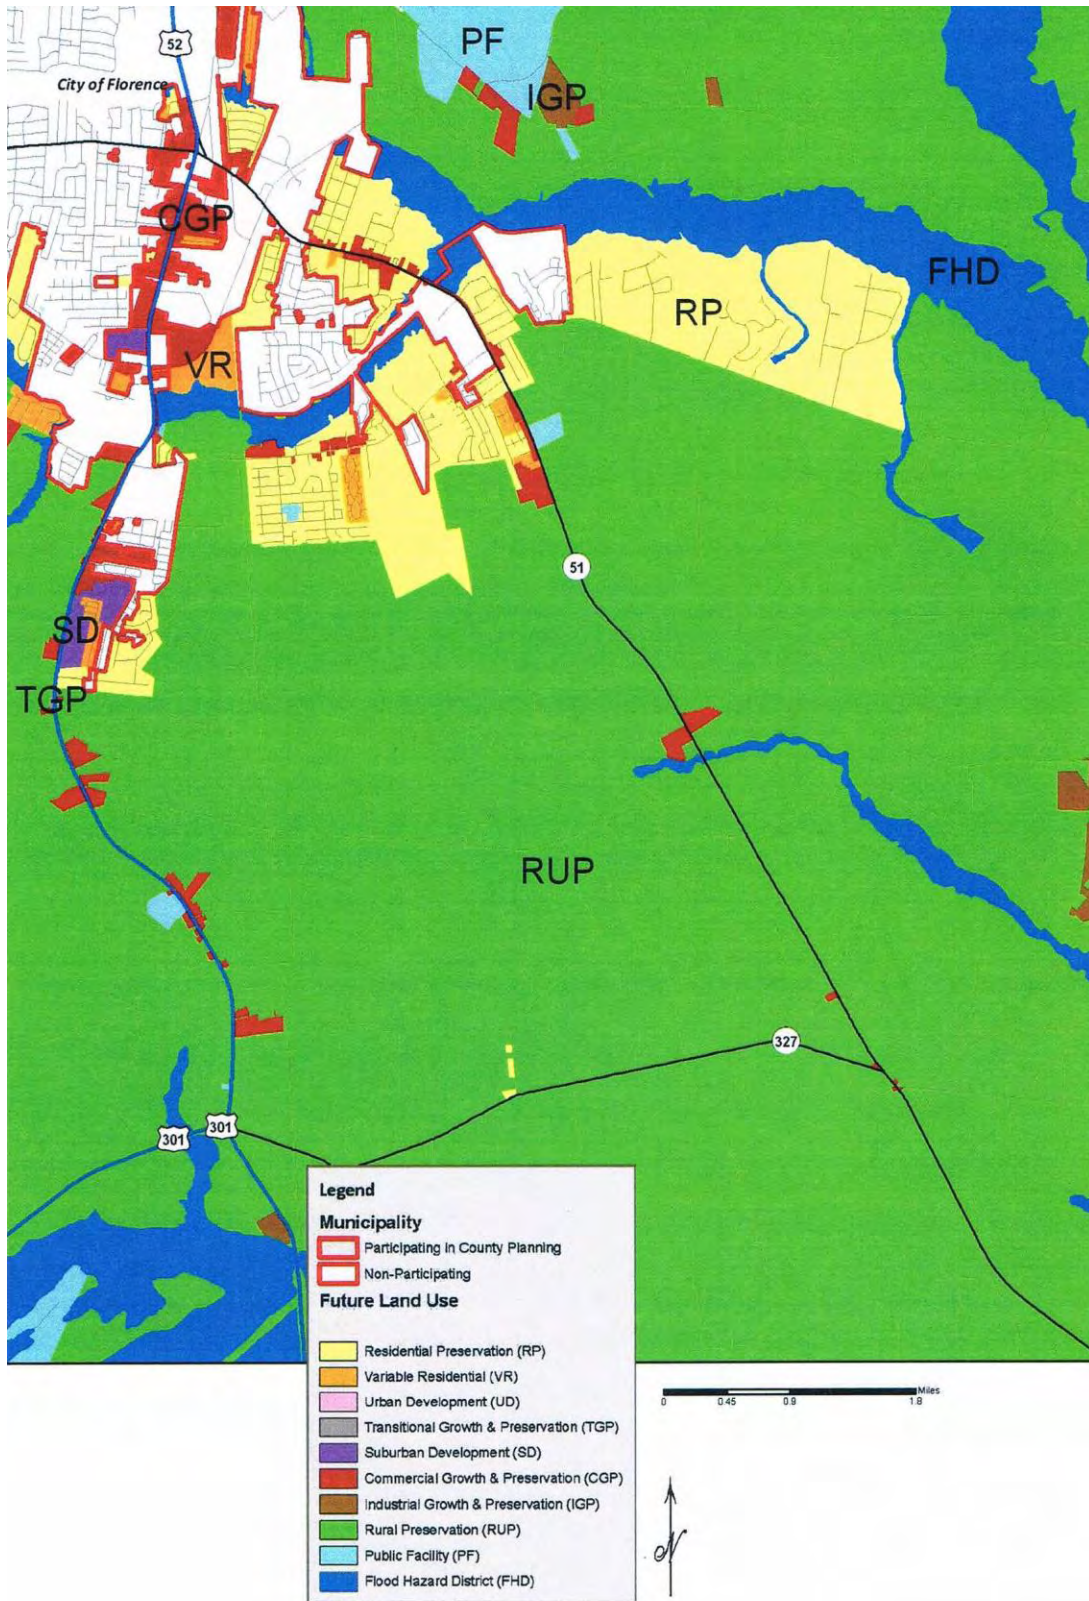 52
PF
City of Florence
IGP
CGP
FHD
RP
VR
51
SD
TGP
RUP
327
301
301
Legend
Municipality
Participating in County Planning
Non-Participating
Future Land Use
Residential Preservation (RP)
Variable Residential (VR)
Urban Development (UD)
Transitional Growth & Preservation (TGP)
Suburban Development (SD)
Commercial Growth & Preservation (CGP)
Industrial Growth & Preservation (IGP)
Rural Preservation (RUP)
Public Facility (PF)
Flood Hazard District (FHD)
Miles
0 0.45 0.9 1.8
N